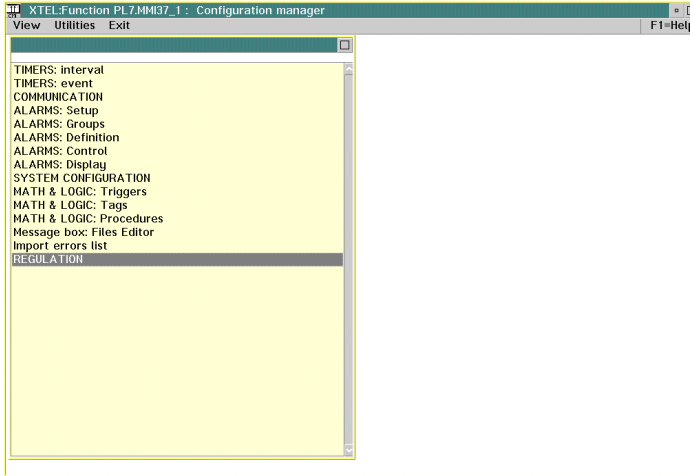 XTEL:Function PL7.MMI37_1 : Configuration manager
View Utilities Exit F1=Help
TIMERS: interval
TIMERS: event
COMMUNICATION
ALARMS: Setup
ALARMS: Groups
ALARMS: Definition
ALARMS: Control
ALARMS: Display
SYSTEM CONFIGURATION
MATH & LOGIC: Triggers
MATH & LOGIC: Tags
MATH & LOGIC: Procedures
Message box: Files Editor
Import errors list
REGULATION